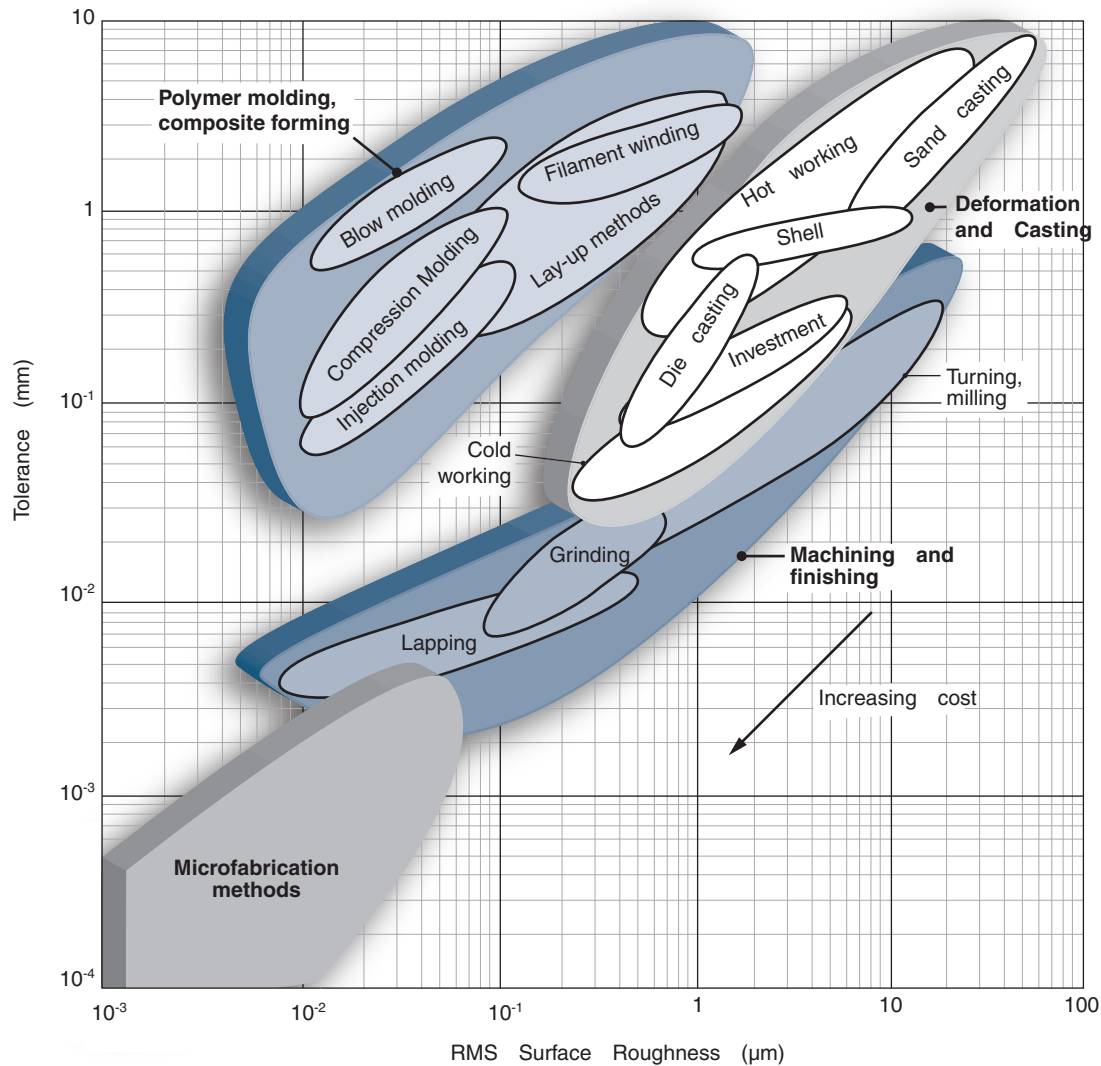 10
1
10-1
10-2
10-3
10-4
Tolerance (mm)
Polymer molding,
composite forming
Blow molding
Compression Molding
Injection molding
Filament winding
Lay-up methods
Hot working
Sand casting
Shell
Die casting
Investment
Deformation
and Casting
Turning,
milling
Cold
working
Grinding
Lapping
Machining and
finishing
Increasing cost
Microfabrication
methods
10-3
10-2
10-1
1
10
100
RMS Surface Roughness (µm)